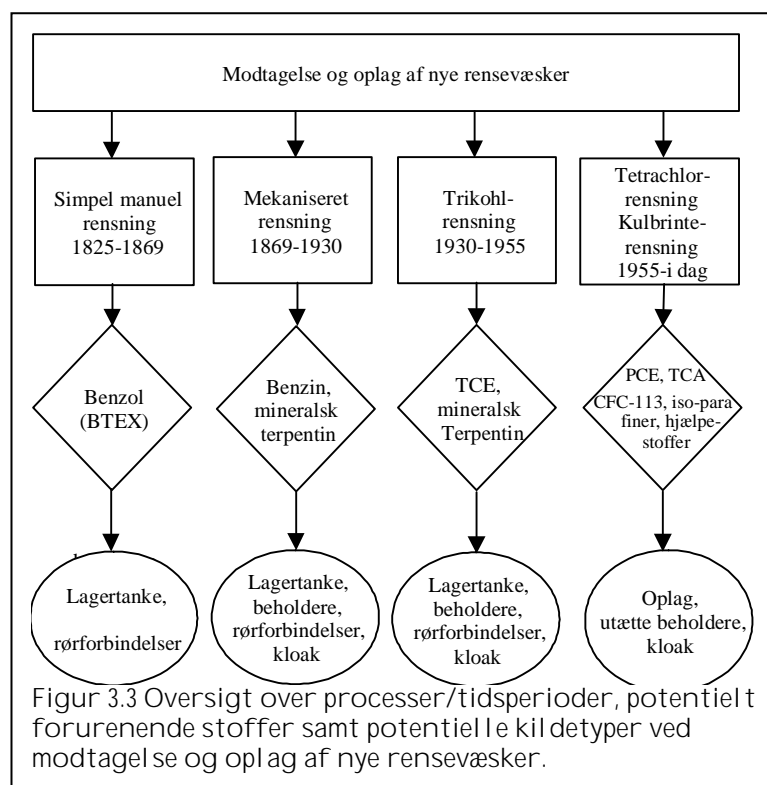 Modtagelse og oplag af nye rensevæsker
Simpel manuel
rensning
1825-1869
Mekaniseret
rensning
1869-1930
Trikohl-
rensning
1930-1955
Tetrachlor-
rensning
Kulbrinte-
rensning
1955-i dag
Benzol
(BTEX)
Benzin,
mineralsk
terpentin
TCE,
mineralsk
Terpentin
PCE, TCA
CFC-113, iso-para
finer, hjælpe-
stoffer
Lagertanke,
rørforbindelser
Lagertanke,
beholdere,
rørforbindelser,
kloak
Lagertanke,
beholdere,
rørforbindelser,
kloak
Oplag,
utætte beholdere,
kloak
Figur 3.3 Oversigt over processer/tidsperioder, potentielt
forurenende stoffer samt potentielle kildetyper ved
modtagelse og oplag af nye rensevæsker.